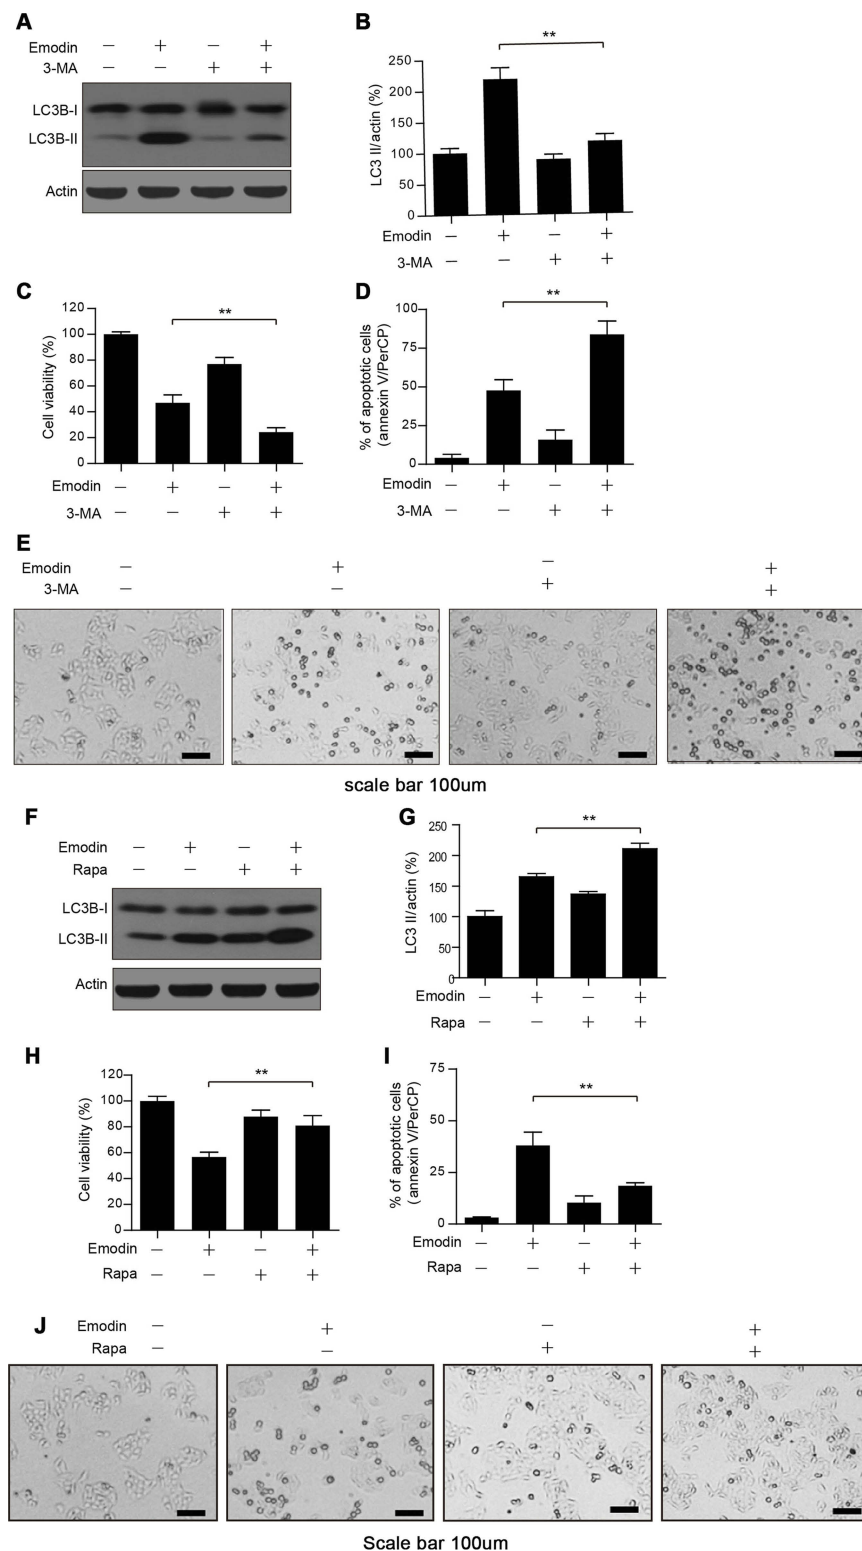 A
Emodin − + − +
3-MA − − + +
LC3B-I
LC3B-II
Actin
B
**
LC3 II/actin (%)
250
200
150
100
50
0
Emodin − + − +
3-MA − − + +
C
**
Cell viability (%)
120
100
80
60
40
20
0
Emodin − + − +
3-MA − − + +
D
**
% of apoptotic cells
(annexin V/PerCP)
100
75
50
25
0
Emodin − + − +
3-MA − − + +
E
Emodin − + − +
3-MA − − + +
scale bar 100um
F
Emodin − + − +
Rapa − − + +
LC3B-I
LC3B-II
Actin
G
**
LC3 II/actin (%)
250
200
150
100
50
0
Emodin − + − +
Rapa − − + +
H
**
Cell viability (%)
120
100
80
60
40
20
0
Emodin − + − +
Rapa − − + +
I
**
% of apoptotic cells
(annexin V/PerCP)
75
50
25
0
Emodin − + − +
Rapa − − + +
J
Emodin − + − +
Rapa − − + +
Scale bar 100um